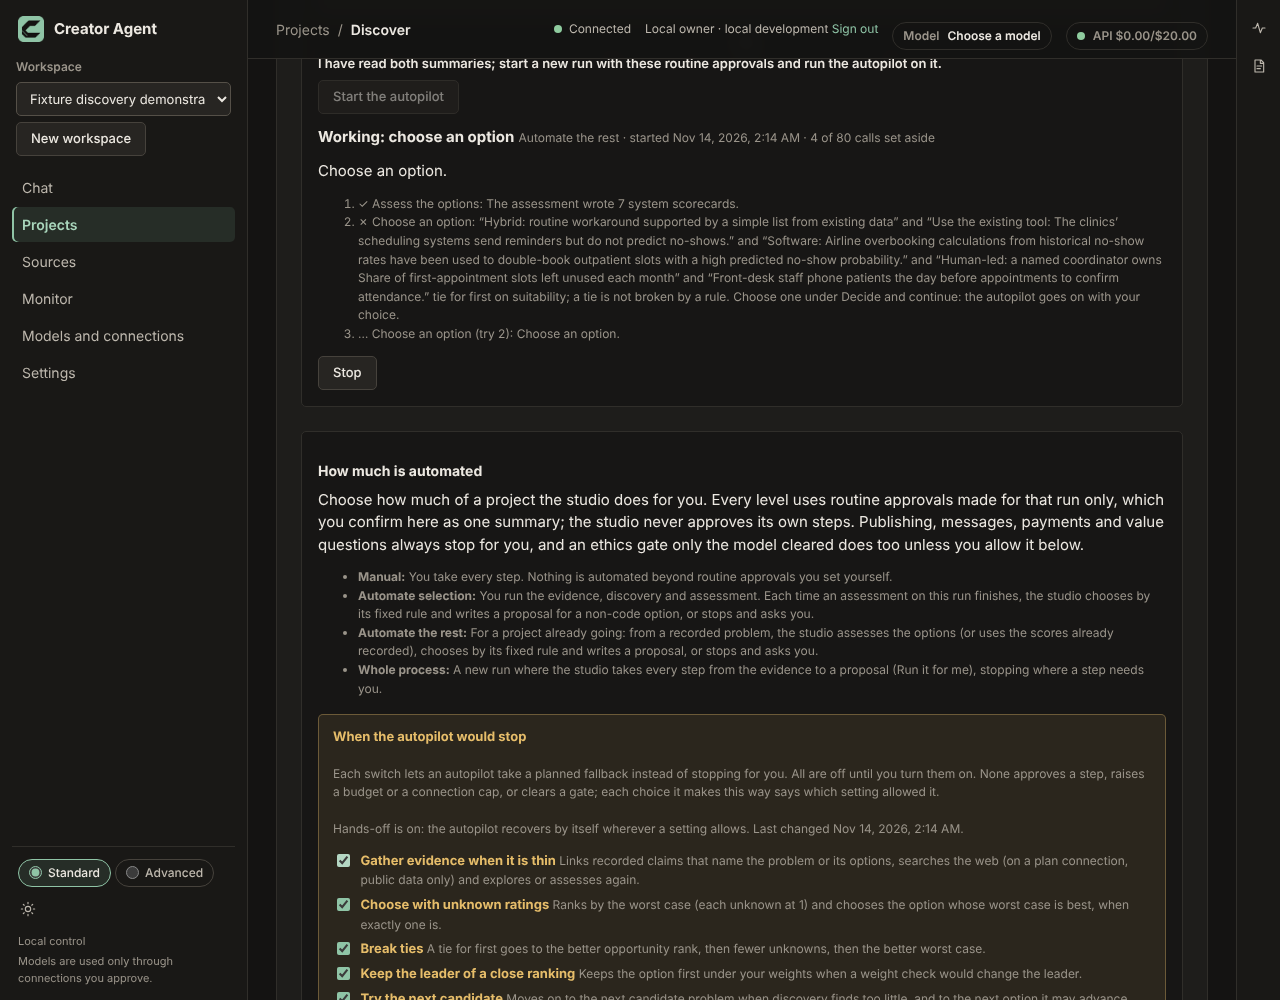 Creator Agent
Workspace
Fixture discovery demonstra
New workspace
Chat
Projects
Sources
Monitor
Models and connections
Settings
Standard
Advanced
Local control
Models are used only through
connections you approve.
Projects / Discover
Connected
Local owner · local development Sign out
Model Choose a model
API $0.00/$20.00
I have read both summaries; start a new run with these routine approvals and run the autopilot on it.
Start the autopilot
Working: choose an option Automate the rest · started Nov 14, 2026, 2:14 AM · 4 of 80 calls set aside
Choose an option.
1. ✓ Assess the options: The assessment wrote 7 system scorecards.
2. × Choose an option: “Hybrid: routine workaround supported by a simple list from existing data” and “Use the existing tool: The clinics’
scheduling systems send reminders but do not predict no-shows.” and “Software: Airline overbooking calculations from historical no-show
rates have been used to double-book outpatient slots with a high predicted no-show probability.” and “Human-led: a named coordinator owns
Share of first-appointment slots left unused each month” and “Front-desk staff phone patients the day before appointments to confirm
attendance.” tie for first on suitability; a tie is not broken by a rule. Choose one under Decide and continue: the autopilot goes on with your
choice.
3. … Choose an option (try 2): Choose an option.
Stop
How much is automated
Choose how much of a project the studio does for you. Every level uses routine approvals made for that run only, which
you confirm here as one summary; the studio never approves its own steps. Publishing, messages, payments and value
questions always stop for you, and an ethics gate only the model cleared does too unless you allow it below.
• Manual: You take every step. Nothing is automated beyond routine approvals you set yourself.
• Automate selection: You run the evidence, discovery and assessment. Each time an assessment on this run finishes, the studio chooses by
its fixed rule and writes a proposal for a non-code option, or stops and asks you.
• Automate the rest: For a project already going: from a recorded problem, the studio assesses the options (or uses the scores already
recorded), chooses by its fixed rule and writes a proposal, or stops and asks you.
• Whole process: A new run where the studio takes every step from the evidence to a proposal (Run it for me), stopping where a step needs
you.
When the autopilot would stop
Each switch lets an autopilot take a planned fallback instead of stopping for you. All are off until you turn them on. None approves a step, raises
a budget or a connection cap, or clears a gate; each choice it makes this way says which setting allowed it.
Hands-off is on: the autopilot recovers by itself wherever a setting allows. Last changed Nov 14, 2026, 2:14 AM.
Gather evidence when it is thin Links recorded claims that name the problem or its options, searches the web (on a plan connection,
public data only) and explores or assesses again.
Choose with unknown ratings Ranks by the worst case (each unknown at 1) and chooses the option whose worst case is best, when
exactly one is.
Break ties A tie for first goes to the better opportunity rank, then fewer unknowns, then the better worst case.
Keep the leader of a close ranking Keeps the option first under your weights when a weight check would change the leader.
Try the next candidate Moves on to the next candidate problem when discovery finds too little, and to the next option it may advance